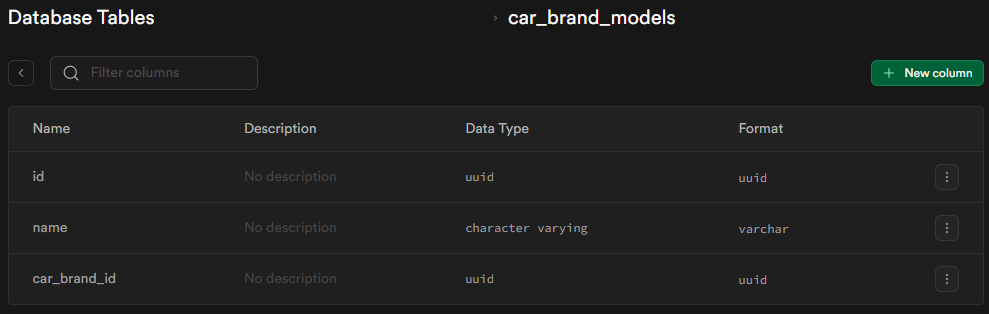 Database Tables › car_brand_models
Filter columns
New column
Name Description Data Type Format
id No description uuid uuid
name No description character varying varchar
car_brand_id No description uuid uuid